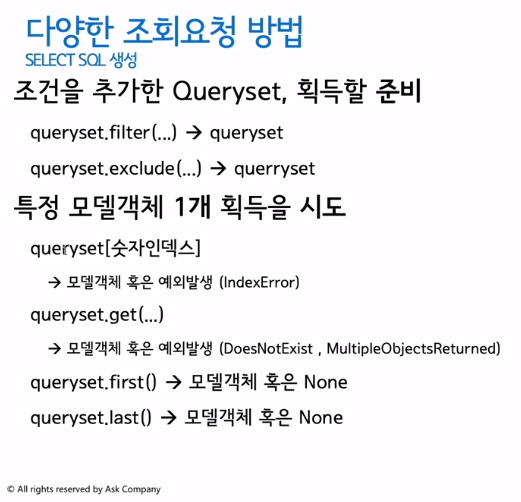 다양한 조회요청 방법
SELECT SQL 생성
조건을 추가한 Queryset, 획득할 준비
queryset.filter(...) → queryset
queryset.exclude(...) → querryset
특정 모델객체 1개 획득을 시도
queryset[숫자인덱스]
→ 모델객체 혹은 예외발생 (IndexError)
queryset.get(...)
→ 모델객체 혹은 예외발생 (DoesNotExist , MultipleObjectsReturned)
queryset.first() → 모델객체 혹은 None
queryset.last() → 모델객체 혹은 None
© All rights reserved by Ask Company